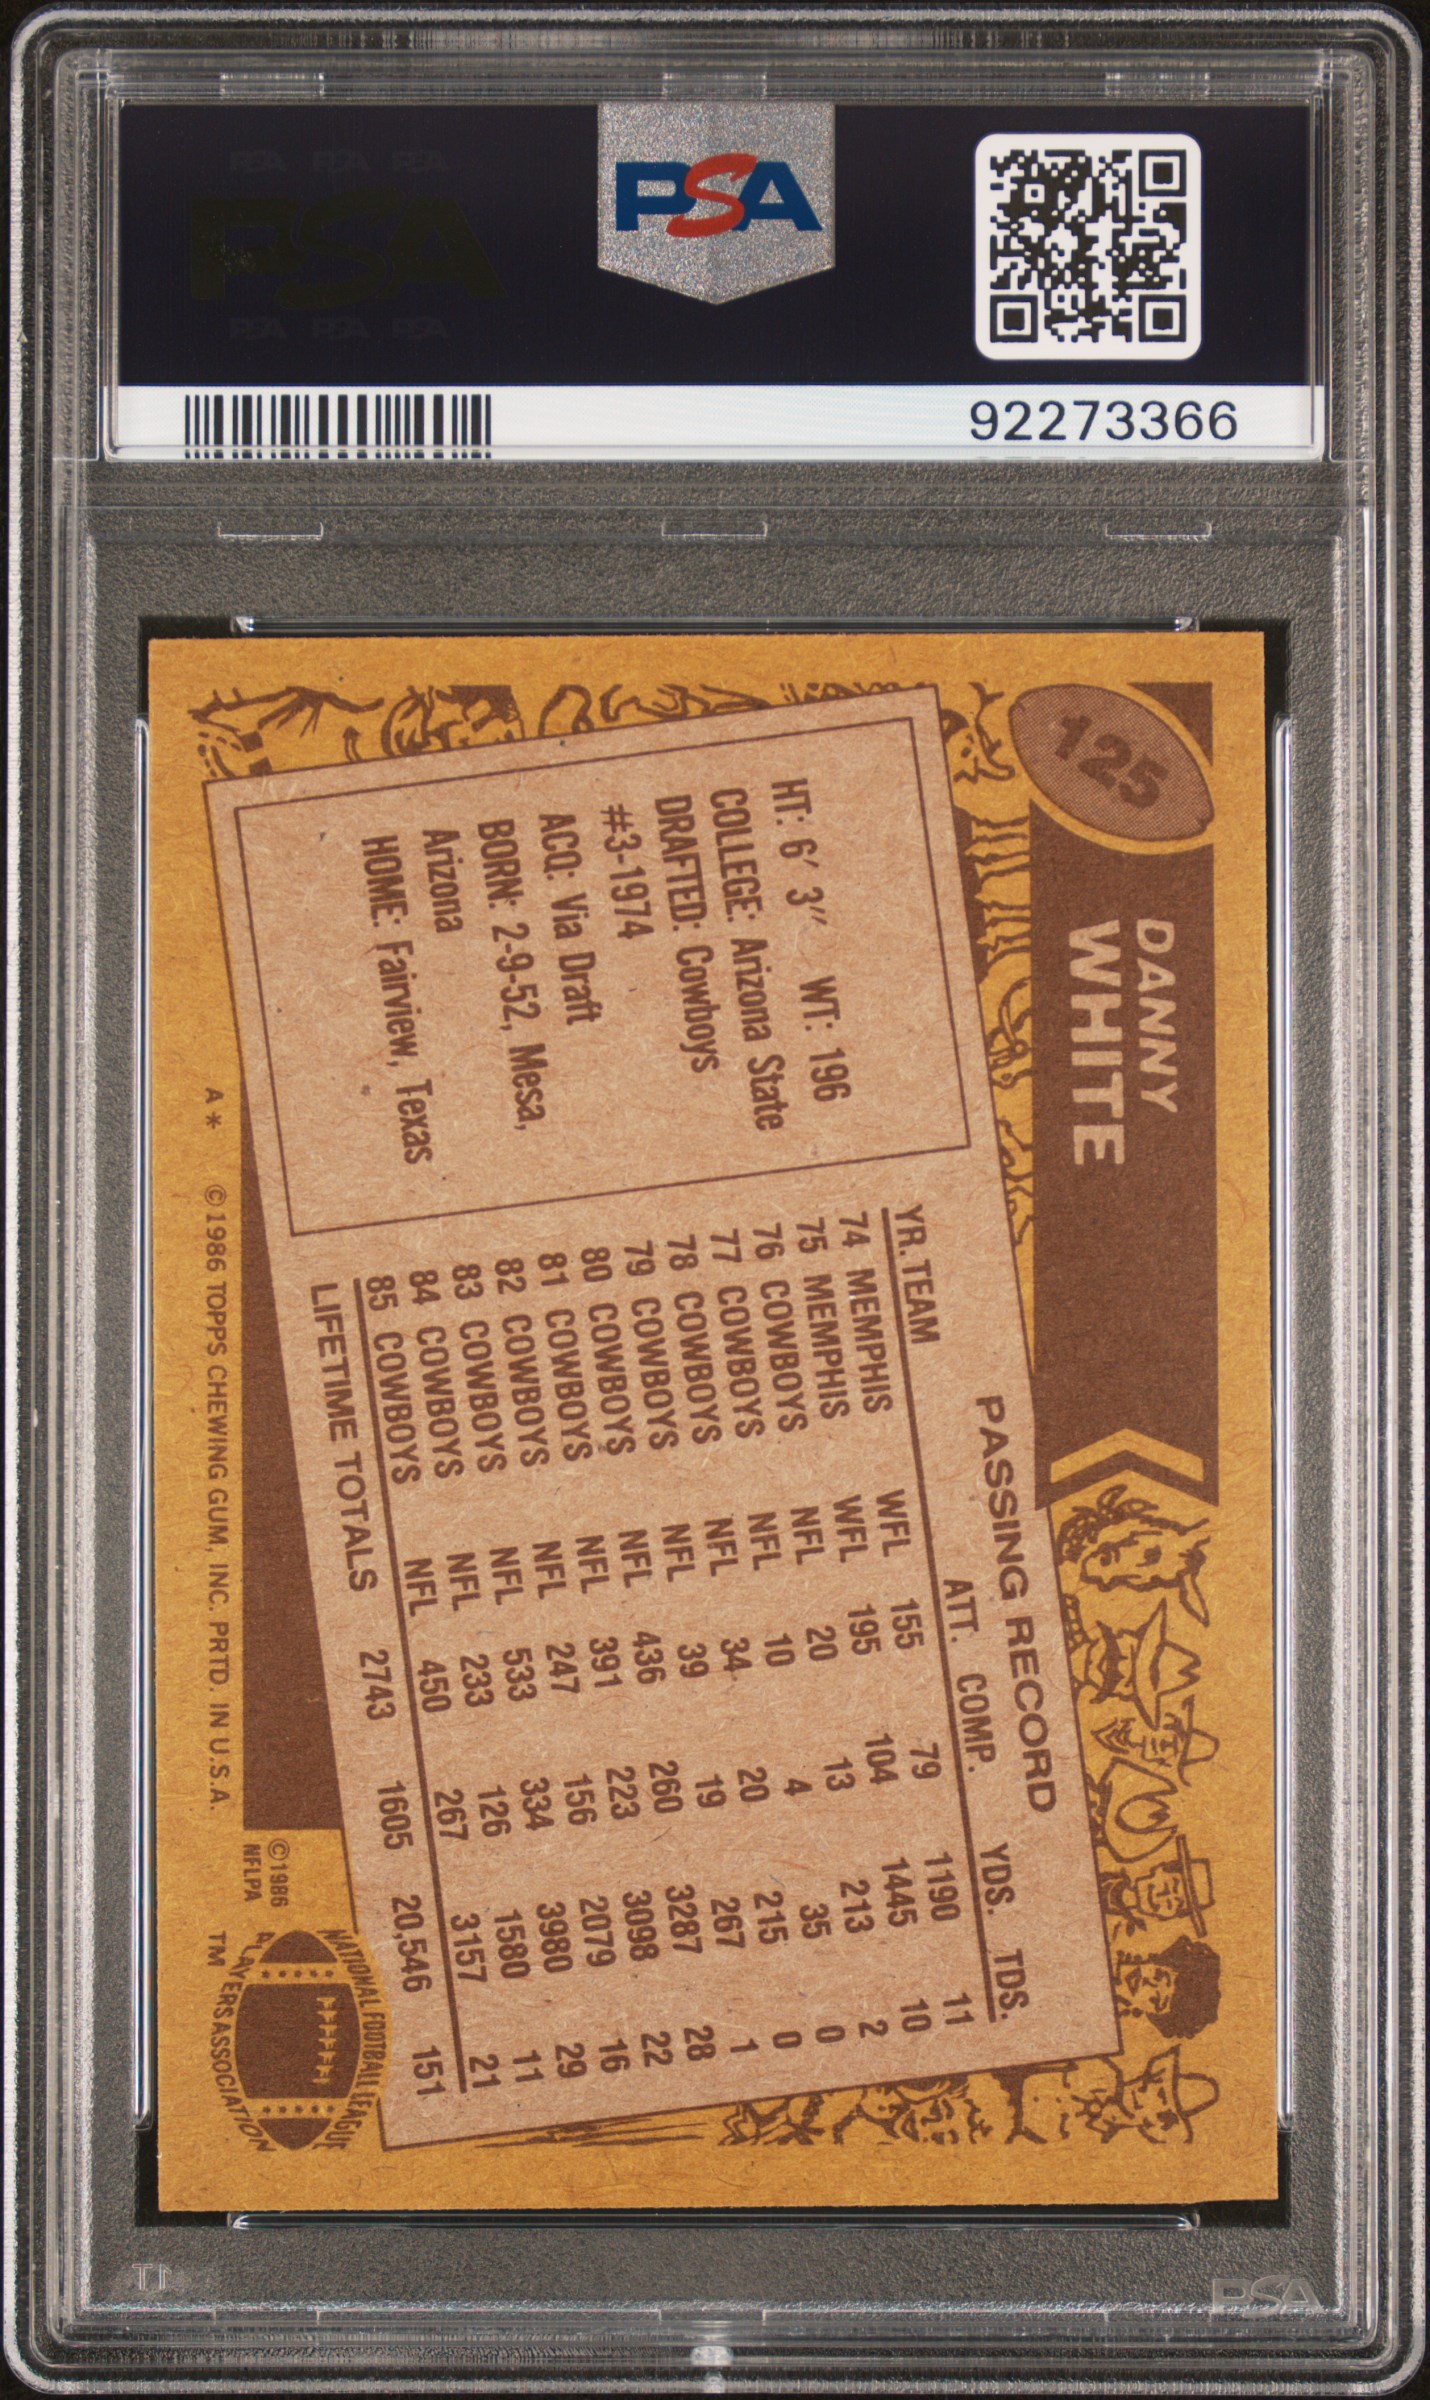 PSA PSA PSA
PSA
PSA PSA PSA
PSA
92273366
125
DANNY
WHITE
HT: 6′ 3″ WT: 196
COLLEGE: Arizona State
DRAFTED: Cowboys
#3-1974
ACQ: Via Draft
BORN: 2-9-52, Mesa,
Arizona
HOME: Fairview, Texas
PASSING RECORD
YR. TEAM ATT. COMP. YDS. TDS.
74 MEMPHIS WFL 155 79 1190 11
75 MEMPHIS WFL 195 104 1445 10
76 COWBOYS NFL 20 13 213 2
77 COWBOYS NFL 10 4 35 0
78 COWBOYS NFL 34 20 215 0
79 COWBOYS NFL 39 19 267 1
80 COWBOYS NFL 436 260 3287 28
81 COWBOYS NFL 391 223 3098 22
82 COWBOYS NFL 247 156 2079 16
83 COWBOYS NFL 533 334 3980 29
84 COWBOYS NFL 233 126 1580 11
85 COWBOYS NFL 450 267 3157 21
LIFETIME TOTALS 2743 1605 20,546 151
A * © 1986 TOPPS CHEWING GUM, INC. PRTD. IN U.S.A.
©1986
NFLPA
NATIONAL FOOTBALL LEAGUE
PLAYERS ASSOCIATION
TM
PSA